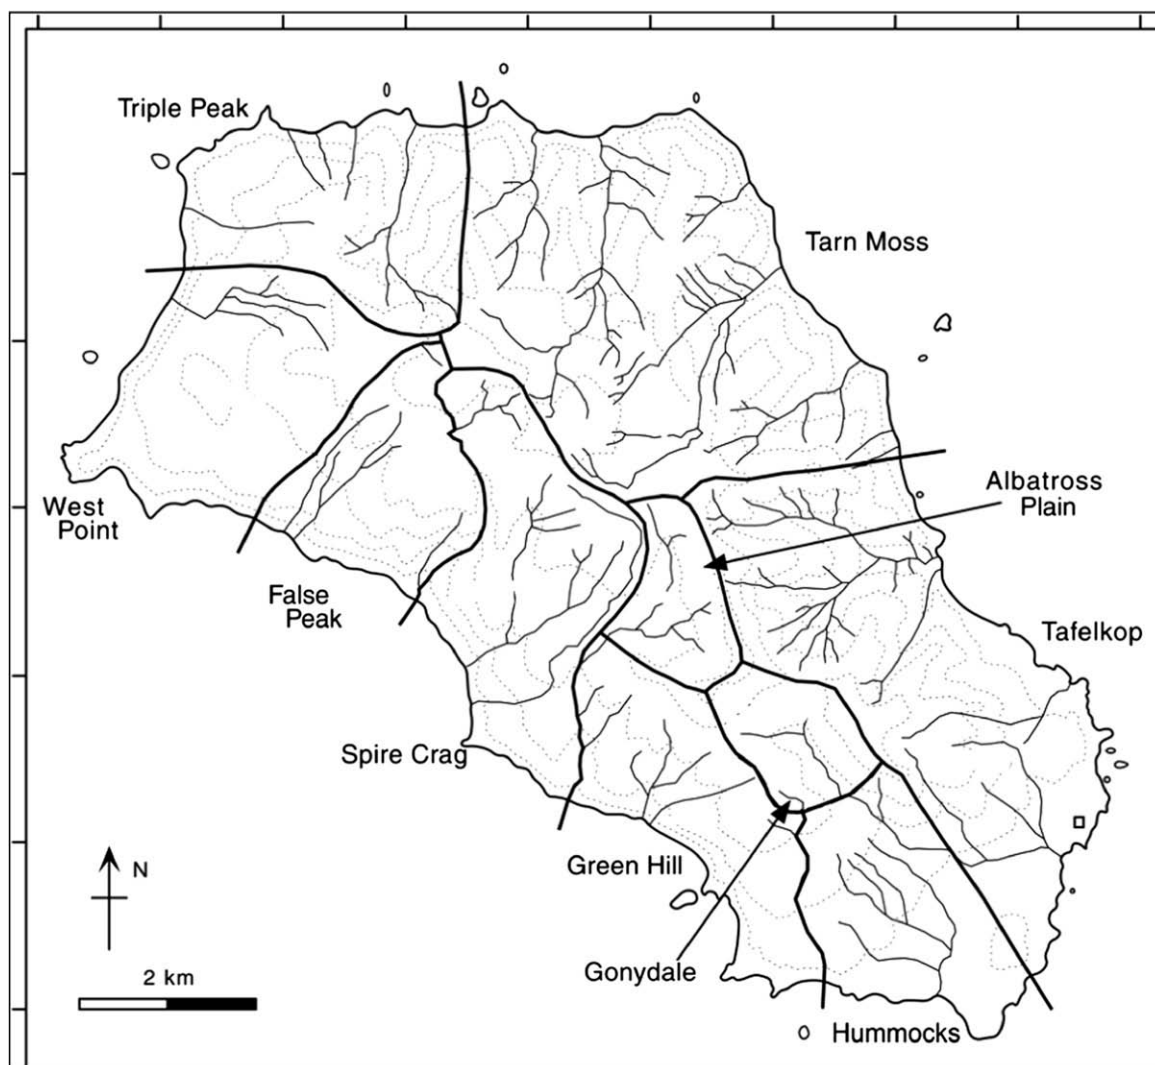 Triple Peak
Tarn Moss
West
Point
Albatross
Plain
False
Peak
Tafelkop
Spire Crag
Green Hill
N
2 km
Gonydale
Hummocks